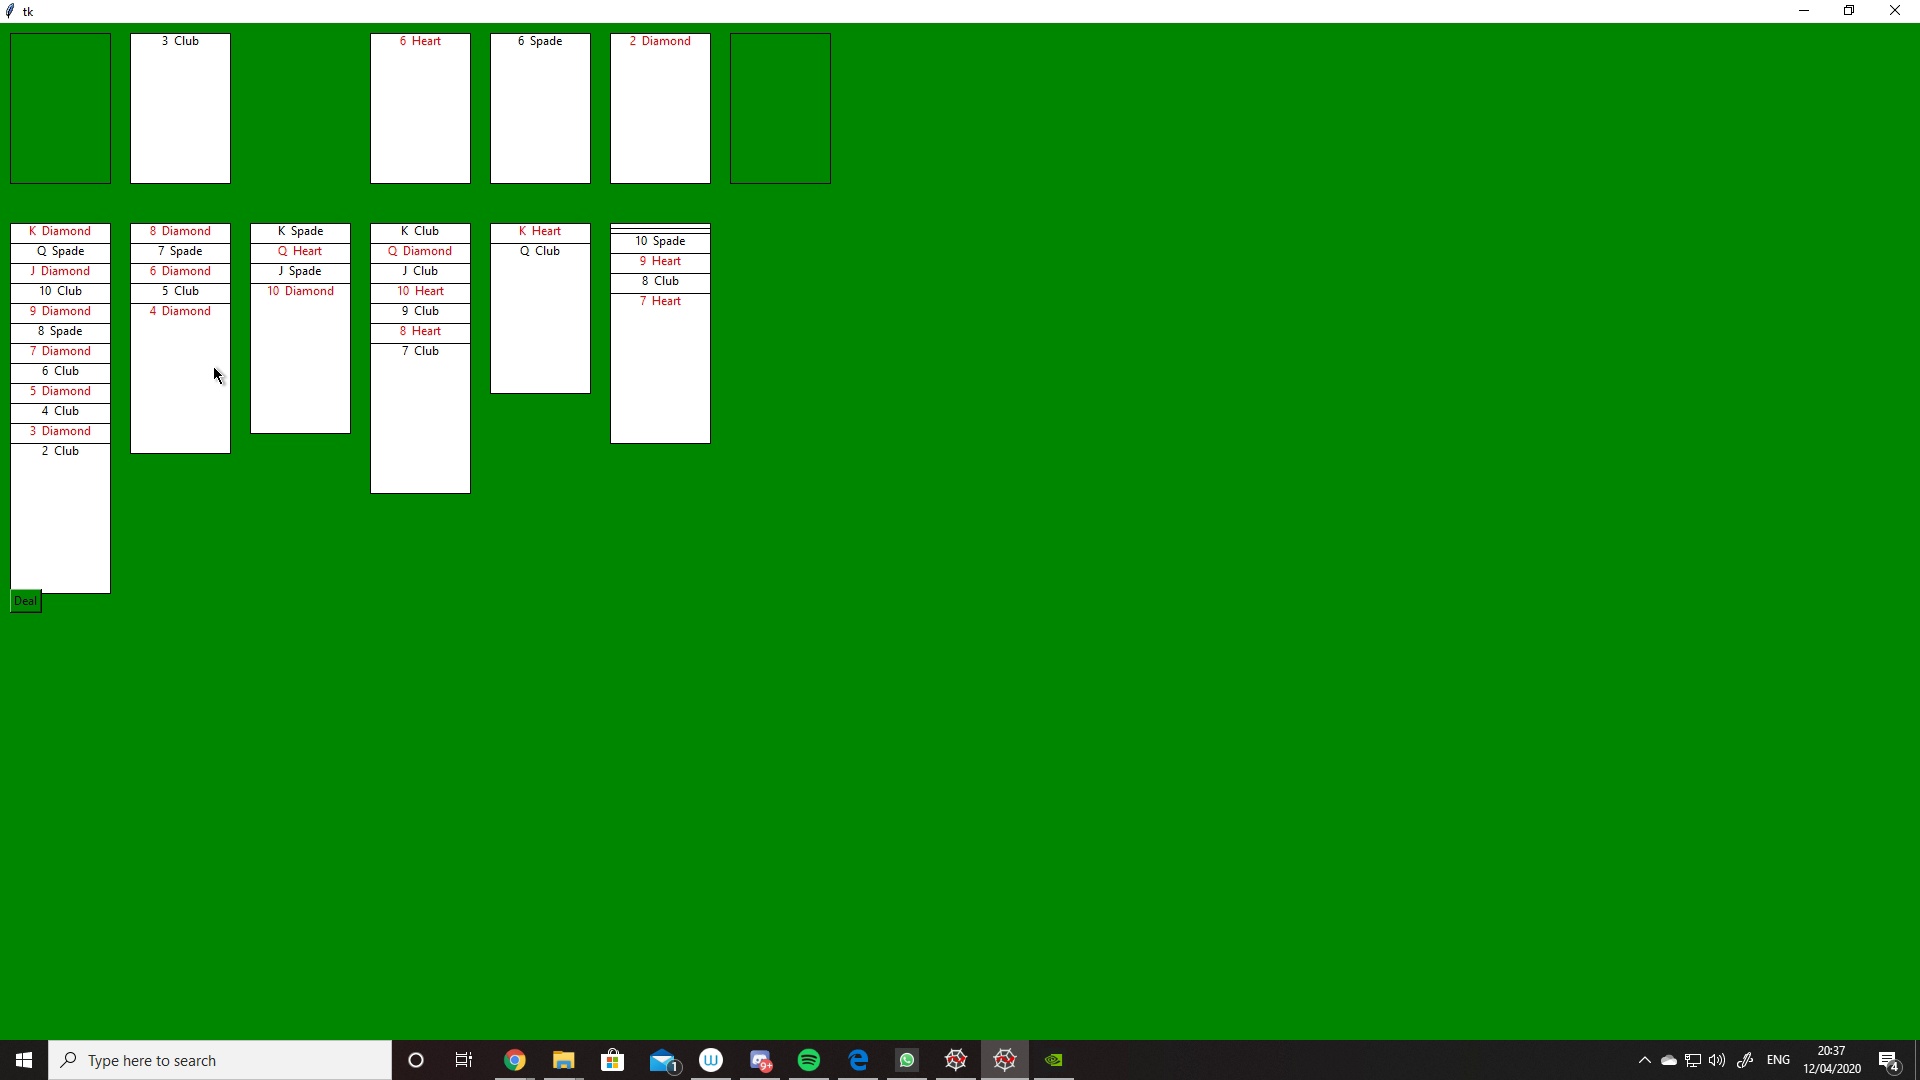 tk
3 Club
6 Heart
6 Spade
2 Diamond
K Diamond
Q Spade
J Diamond
10 Club
9 Diamond
8 Spade
7 Diamond
6 Club
5 Diamond
4 Club
3 Diamond
2 Club
8 Diamond
7 Spade
6 Diamond
5 Club
4 Diamond
K Spade
Q Heart
J Spade
10 Diamond
K Club
Q Diamond
J Club
10 Heart
9 Club
8 Heart
7 Club
K Heart
Q Club
10 Spade
9 Heart
8 Club
7 Heart
Deal
Type here to search
1
W
9+
ENG
20:37
12/04/2020
4